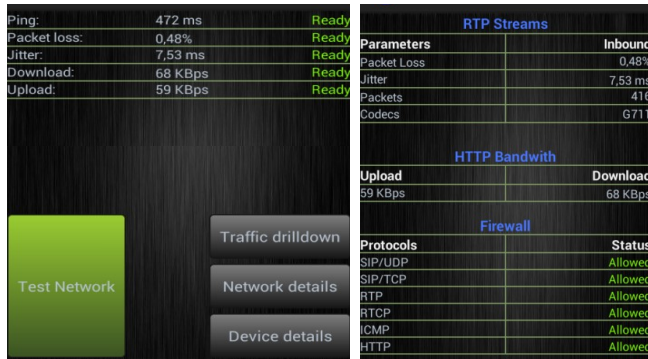 Ping: 472 ms Ready
Packet loss: 0,48% Ready
Jitter: 7,53 ms Ready
Download: 68 KBps Ready
Upload: 59 KBps Ready
Test Network
Traffic drilldown
Network details
Device details
RTP Streams
Parameters Inbound
Packet Loss 0,48%
Jitter 7,53 ms
Packets 416
Codecs G711
HTTP Bandwith
Upload Download
59 KBps 68 KBps
Firewall
Protocols Status
SIP/UDP Allowed
SIP/TCP Allowed
RTP Allowed
RTCP Allowed
ICMP Allowed
HTTP Allowed